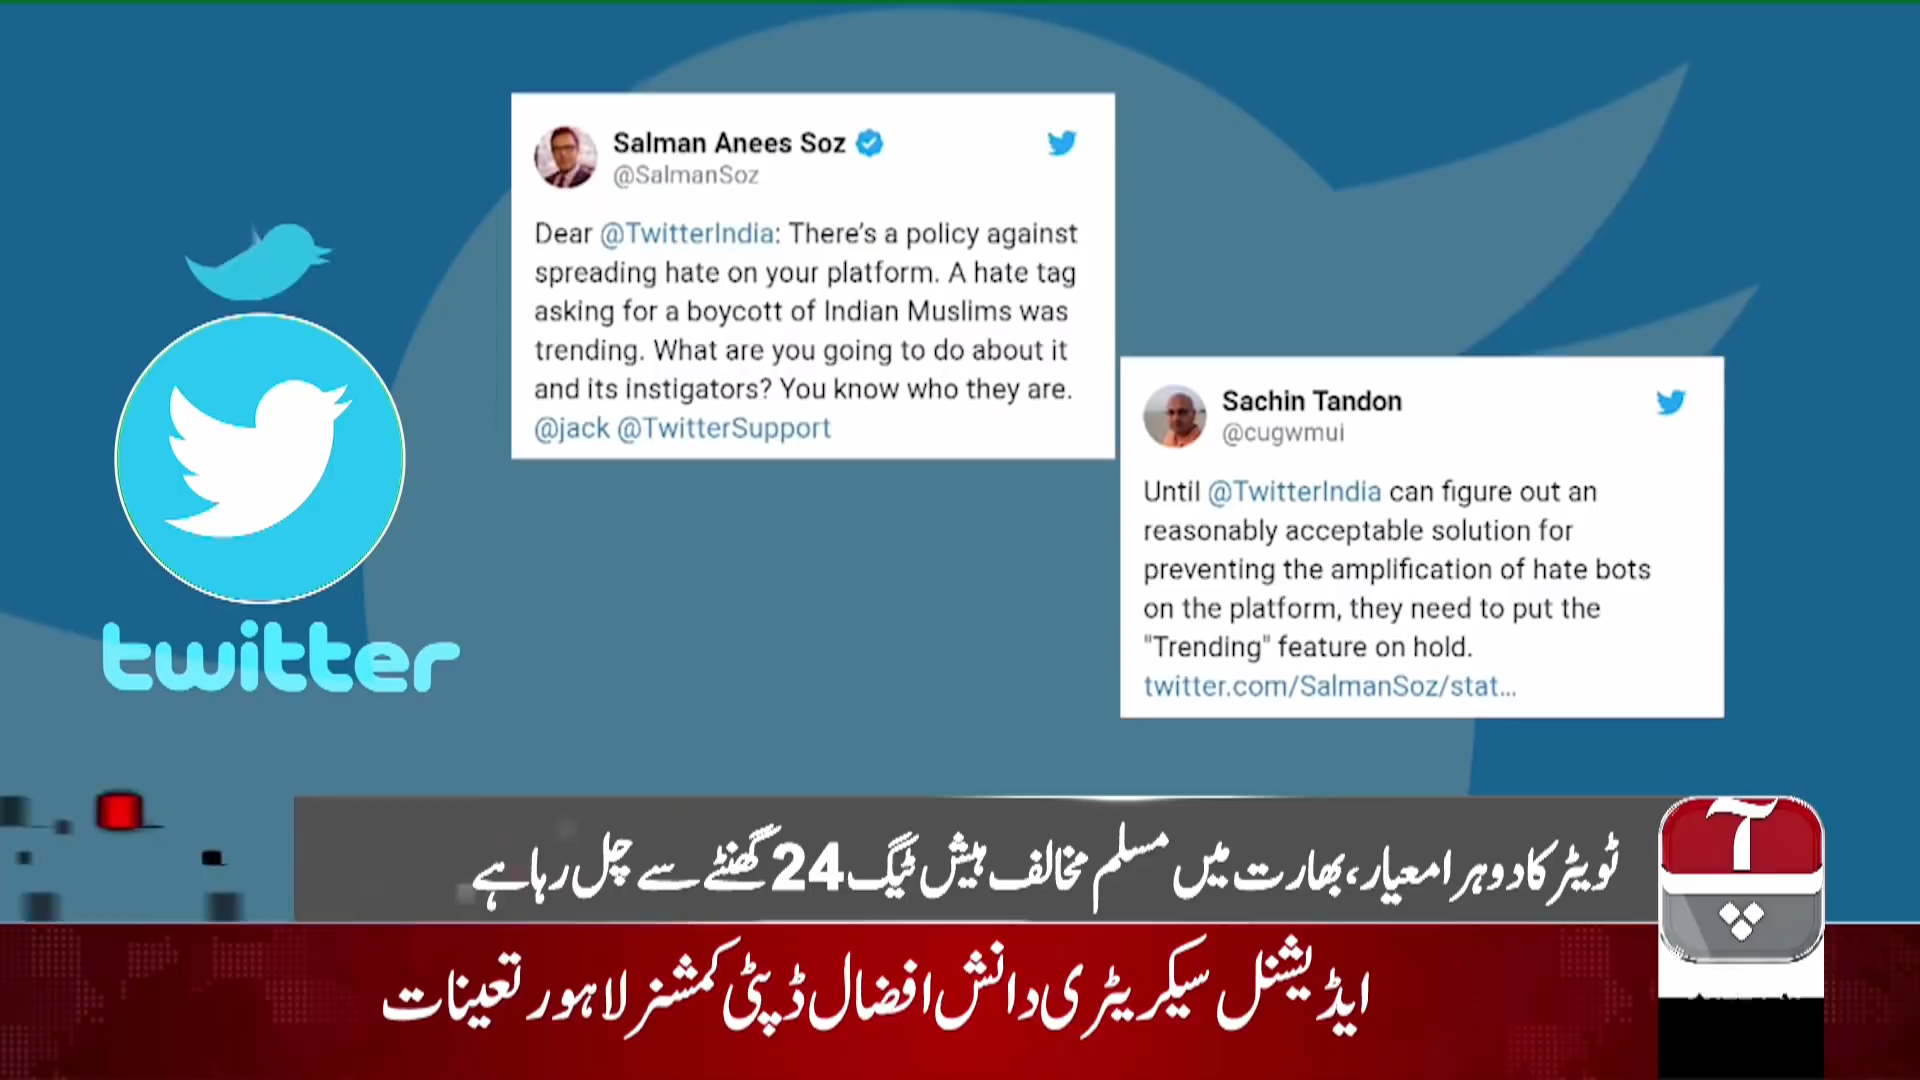 Salman Anees Soz
@SalmanSoz
Dear @TwitterIndia: There's a policy against
spreading hate on your platform. A hate tag
asking for a boycott of Indian Muslims was
trending. What are you going to do about it
and its instigators? You know who they are.
@jack @TwitterSupport
Sachin Tandon
@cugwmui
Until @TwitterIndia can figure out an
reasonably acceptable solution for
preventing the amplification of hate bots
on the platform, they need to put the
"Trending" feature on hold.
twitter.com/SalmanSoz/stat...
twitter
ٹویٹر کا دوہرا معیار، بھارت میں مسلم مخالف ہیش ٹیگ 24 گھنٹے سے چل رہا ہے
ایڈیشنل سیکریٹری دانش افضال ڈپٹی کمشنر لاہور تعینات
آپ